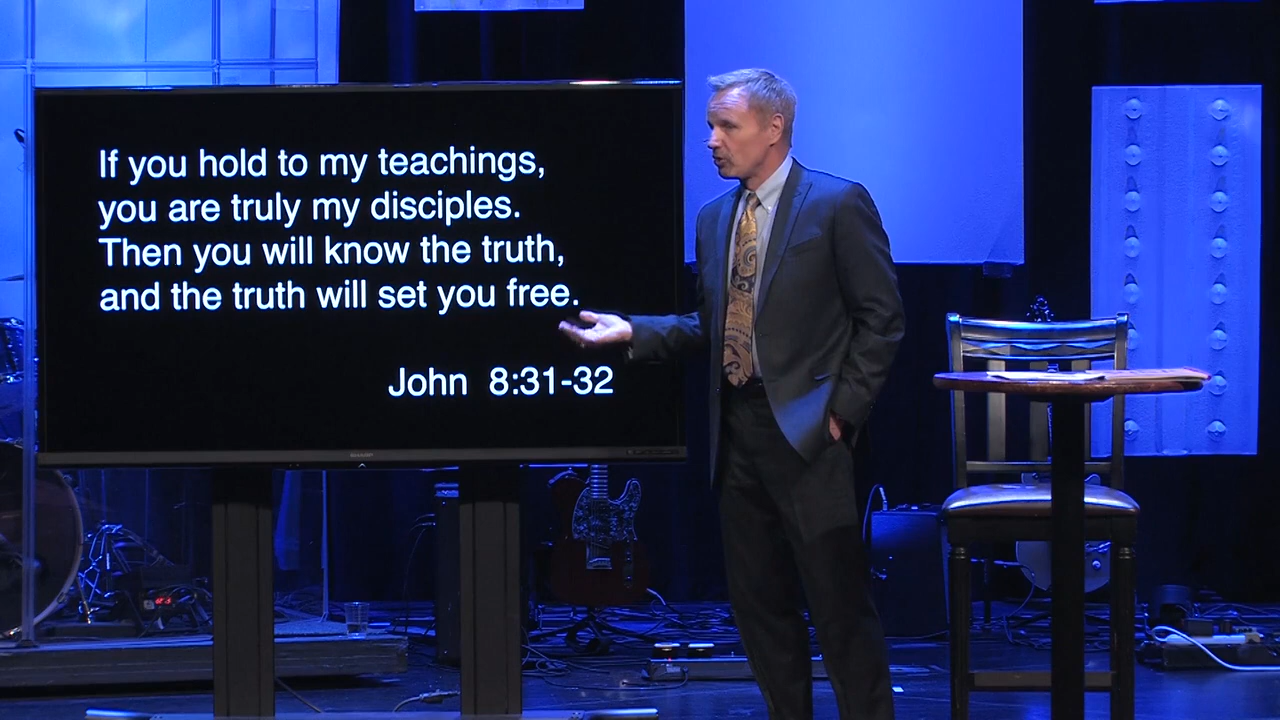 If you hold to my teachings,
you are truly my disciples.
Then you will know the truth,
and the truth will set you free.
John 8:31-32
SHARP